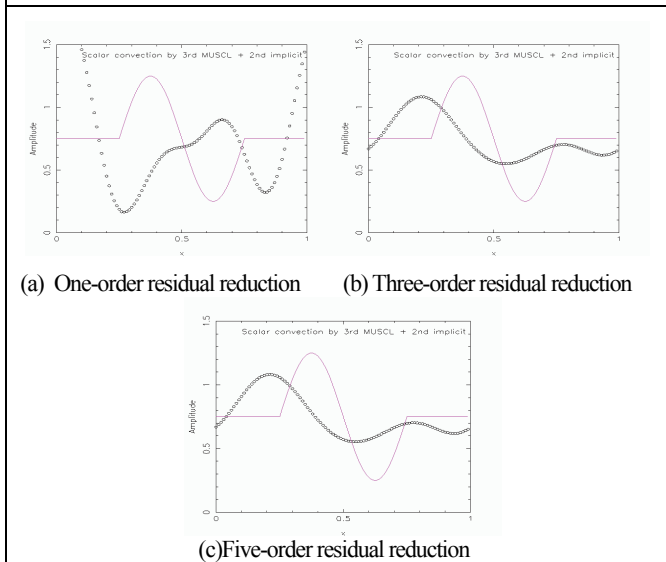 Scalar convection by 3rd MUSCL + 2nd implicit
Amplitude
1.5
1
0.5
0
0
0.5
1
x
Scalar convection by 3rd MUSCL + 2nd implicit
Amplitude
1.5
1
0.5
0
0
0.5
1
x
(a) One-order residual reduction
(b) Three-order residual reduction
Scalar convection by 3rd MUSCL + 2nd implicit
Amplitude
1.5
1
0.5
0
0
0.5
1
x
(c)Five-order residual reduction